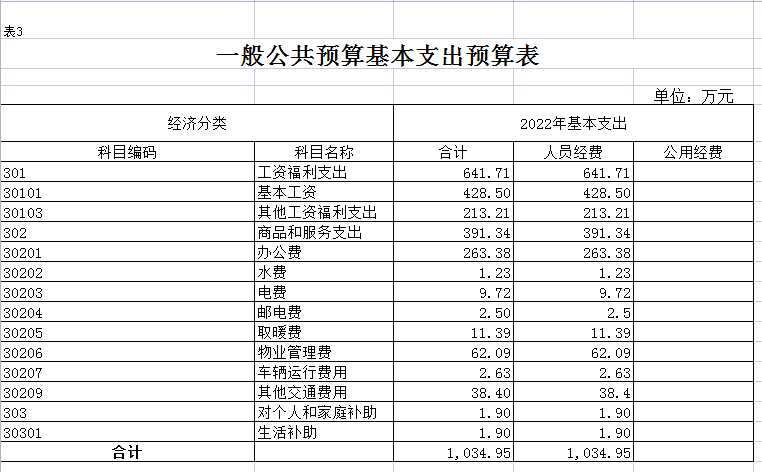 表3
一般公共预算基本支出预算表
单位：万元
经济分类 2022年基本支出
科目编码 科目名称 合计 人员经费 公用经费
301 工资福利支出 641.71 641.71
30101 基本工资 428.50 428.50
30103 其他工资福利支出 213.21 213.21
302 商品和服务支出 391.34 391.34
30201 办公费 263.38 263.38
30202 水费 1.23 1.23
30203 电费 9.72 9.72
30204 邮电费 2.50 2.5
30205 取暖费 11.39 11.39
30206 物业管理费 62.09 62.09
30207 车辆运行费用 2.63 2.63
30209 其他交通费用 38.40 38.4
303 对个人和家庭补助 1.90 1.90
30301 生活补助 1.90 1.90
合计 1,034.95 1,034.95